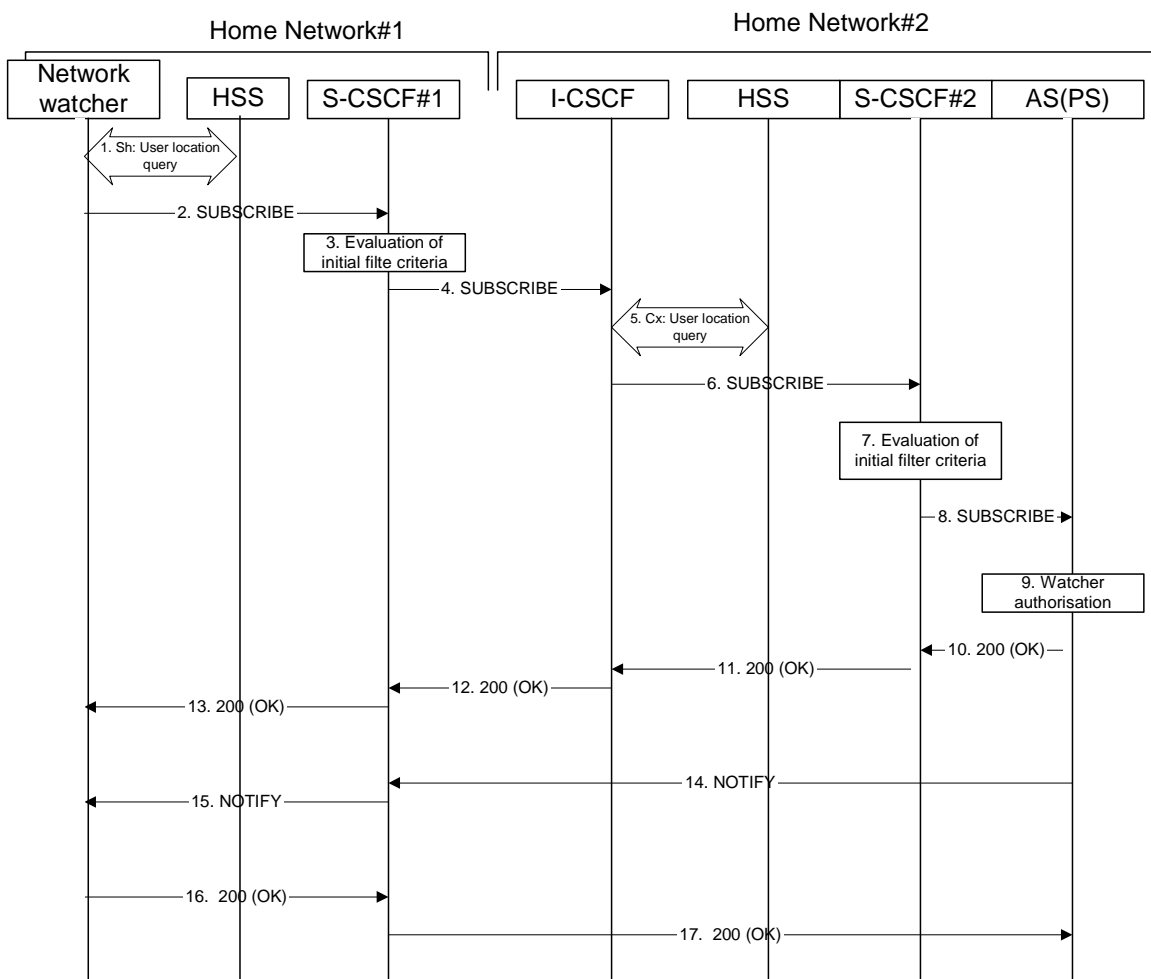 Home Network#1
Home Network#2
Network
watcher
HSS
S-CSCF#1
I-CSCF
HSS
S-CSCF#2
AS(PS)
1. Sh: User location
query
2. SUBSCRIBE
3. Evaluation of
initial filte criteria
4. SUBSCRIBE
5. Cx: User location
query
6. SUBSCRIBE
7. Evaluation of
initial filter criteria
8. SUBSCRIBE
9. Watcher
authorisation
10. 200 (OK)
11. 200 (OK)
12. 200 (OK)
13. 200 (OK)
14. NOTIFY
15. NOTIFY
16. 200 (OK)
17. 200 (OK)